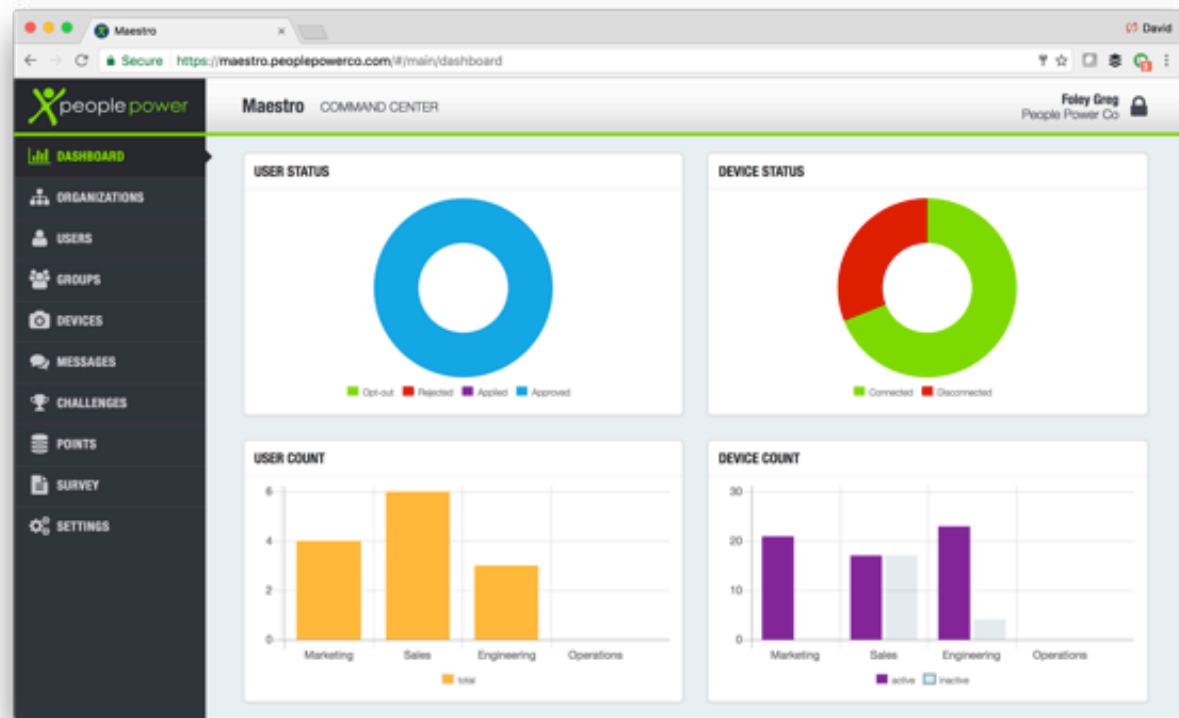 Maestro
David
Secure https://maestro.peoplepowerco.com/#/main/dashboard
people power
Maestro COMMAND CENTER
Foley Greg
People Power Co
DASHBOARD
ORGANIZATIONS
USERS
GROUPS
DEVICES
MESSAGES
CHALLENGES
POINTS
SURVEY
SETTINGS
USER STATUS
Opt-out Rejected Applied Approved
DEVICE STATUS
Connected Disconnected
USER COUNT
6
4
2
0
Marketing Sales Engineering Operations
total
DEVICE COUNT
30
20
10
0
Marketing Sales Engineering Operations
active inactive